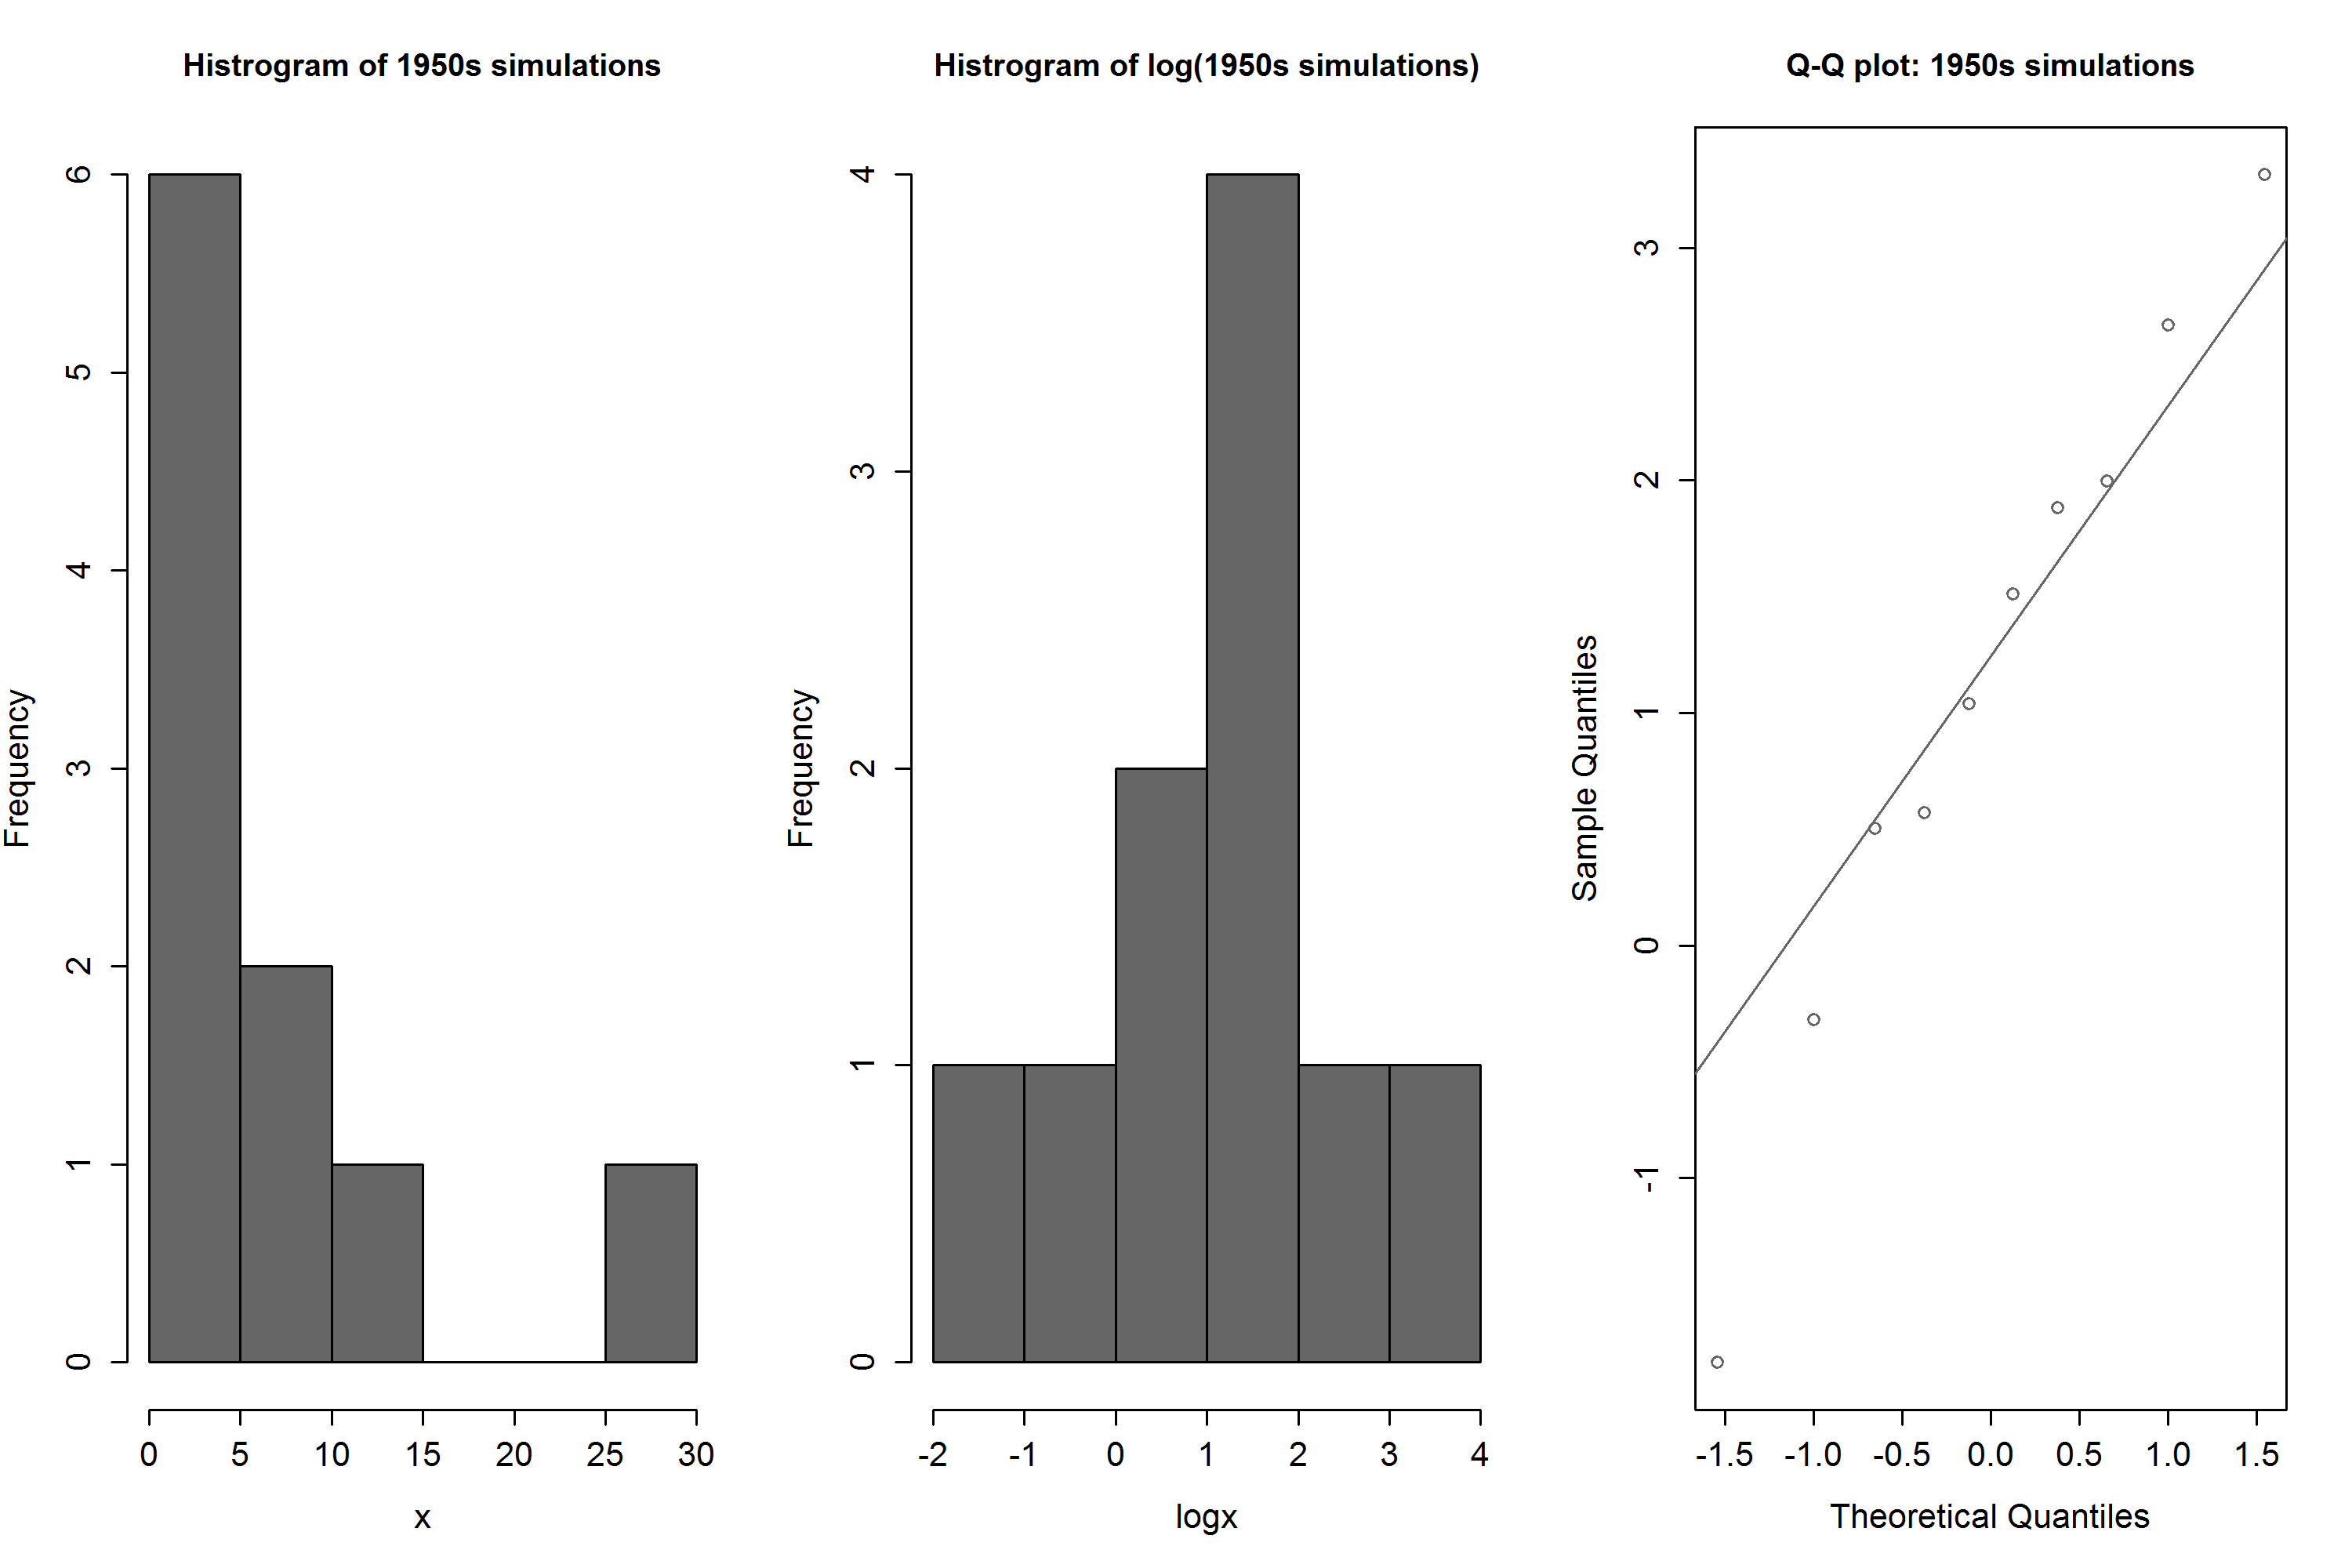 Histrogram of 1950s simulations
Frequency
6
5
4
3
2
1
0
0 5 10 15 20 25 30
x
Histrogram of log(1950s simulations)
Frequency
4
3
2
1
0
-2 -1 0 1 2 3 4
logx
Q-Q plot: 1950s simulations
Sample Quantiles
3
2
1
0
-1
-1.5 -1.0 -0.5 0.0 0.5 1.0 1.5
Theoretical Quantiles